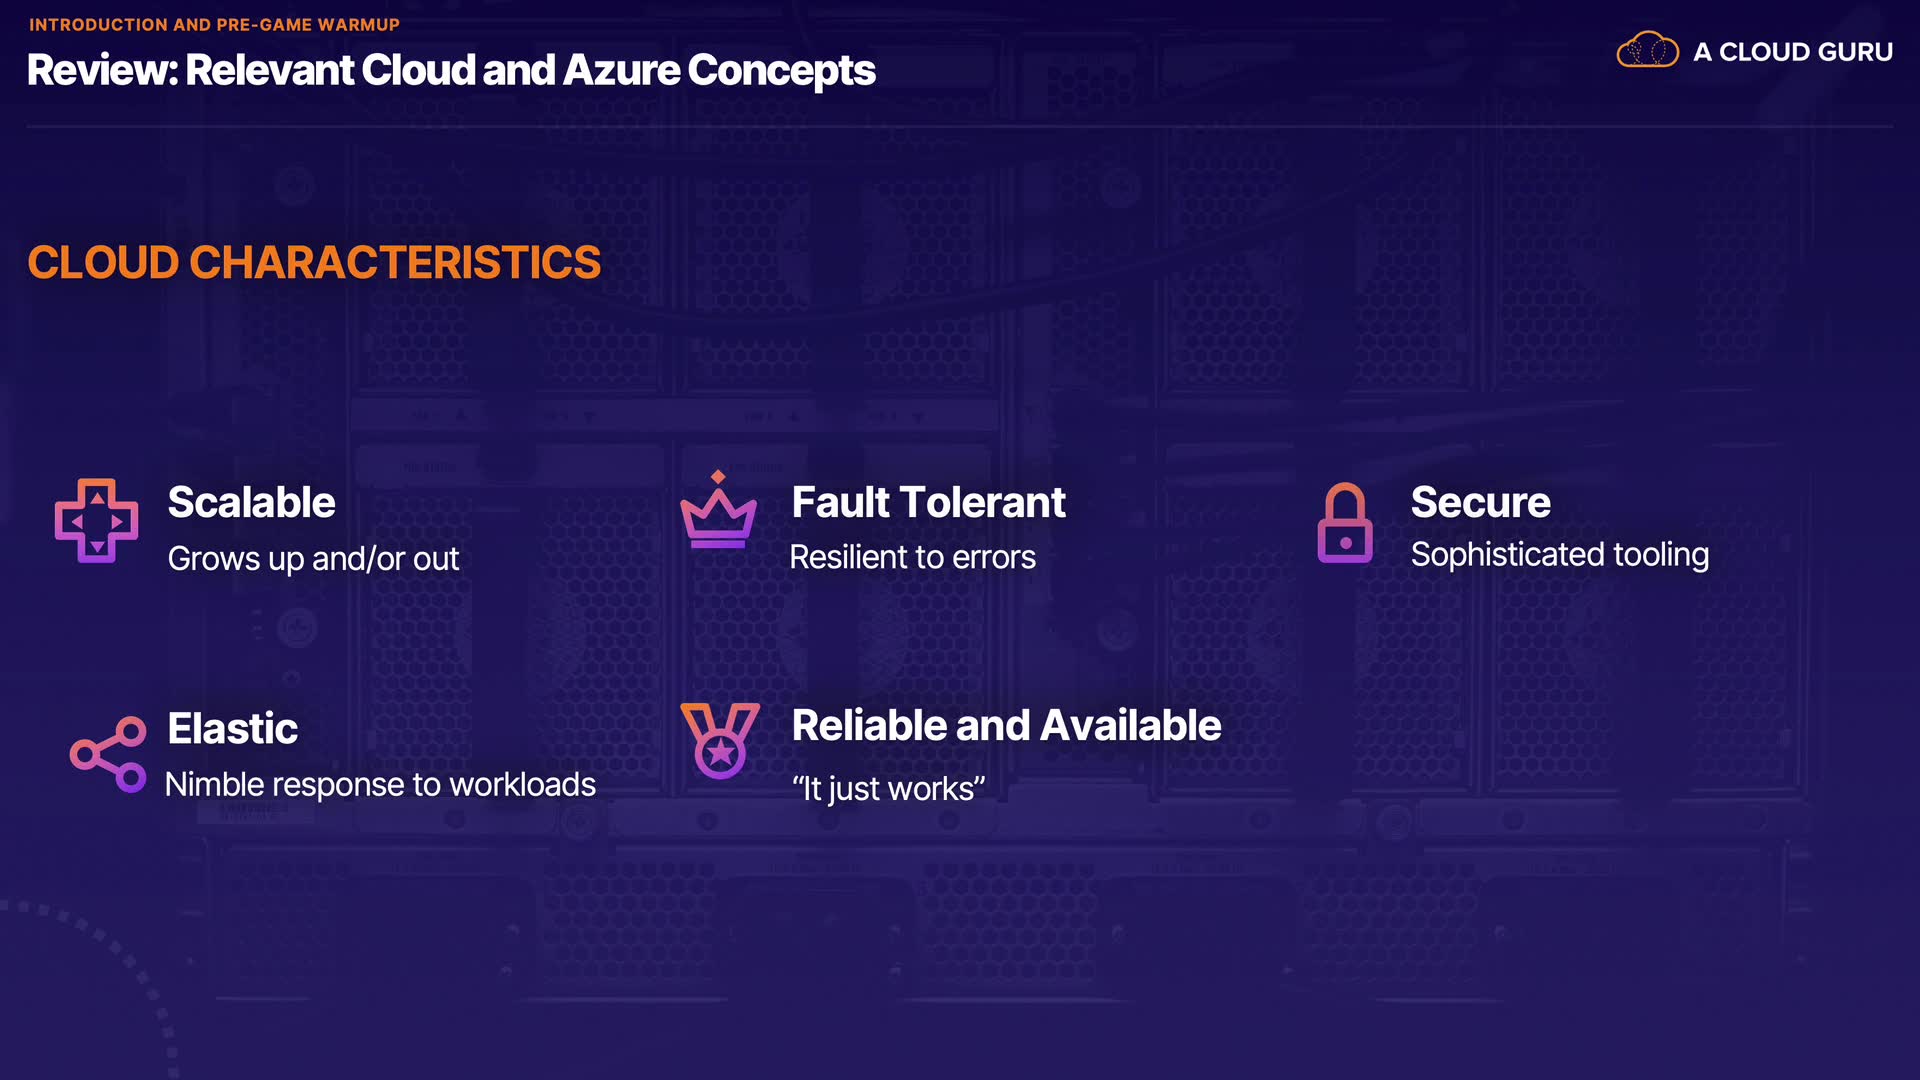 INTRODUCTION AND PRE-GAME WARMUP
Review: Relevant Cloud and Azure Concepts
A CLOUD GURU
CLOUD CHARACTERISTICS
Scalable
Grows up and/or out
Fault Tolerant
Resilient to errors
Secure
Sophisticated tooling
Elastic
Nimble response to workloads
Reliable and Available
“It just works”